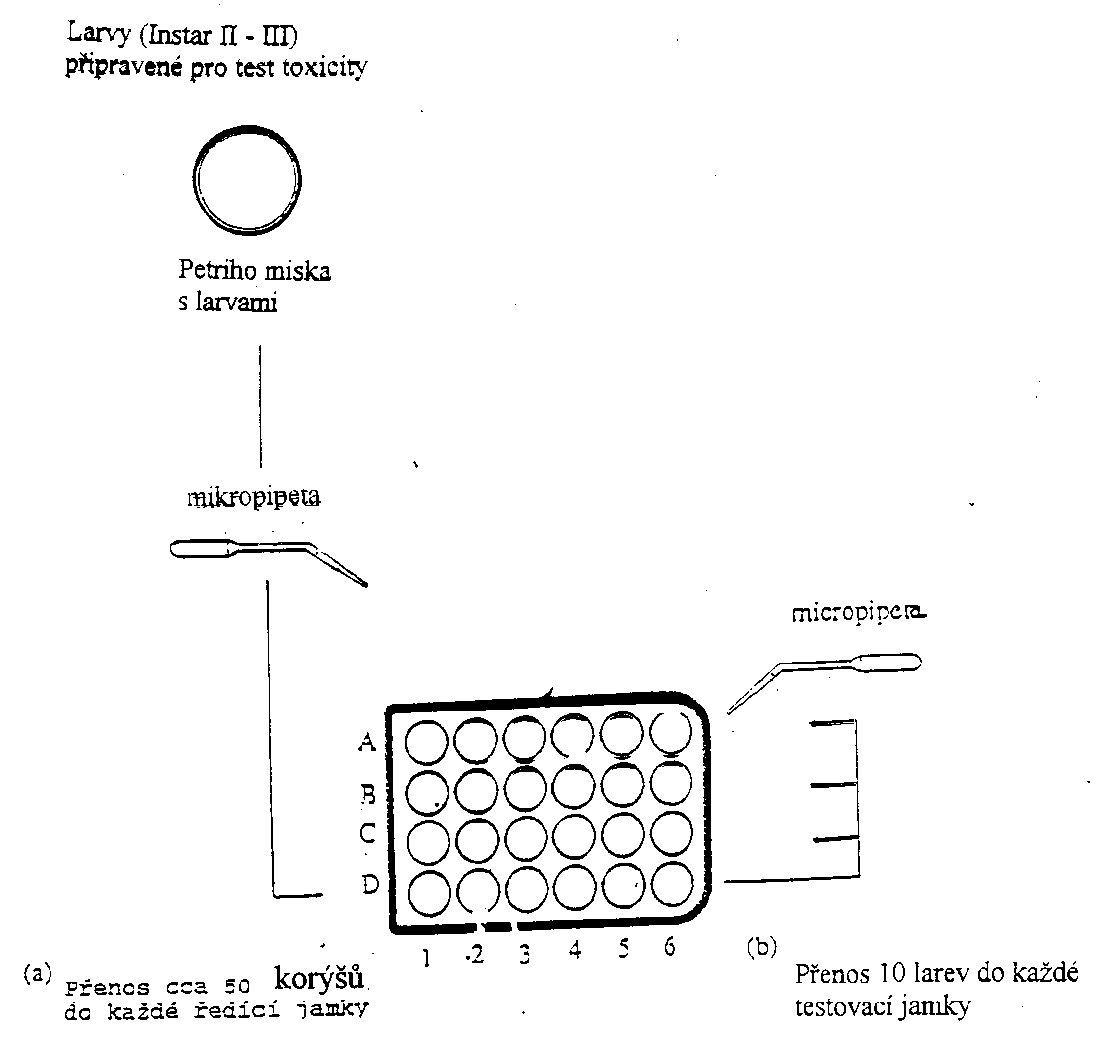 Larvy (Instar II - III)
připravené pro test toxicity
Petriho miska
s larvami
mikropipeta
micropipeta
A
B
C
D
1 2 3 4 5 6
(a) Přenos cca 50 korýšů
do každé ředící jamky
(b) Přenos 10 larev do každé
testovací jamky